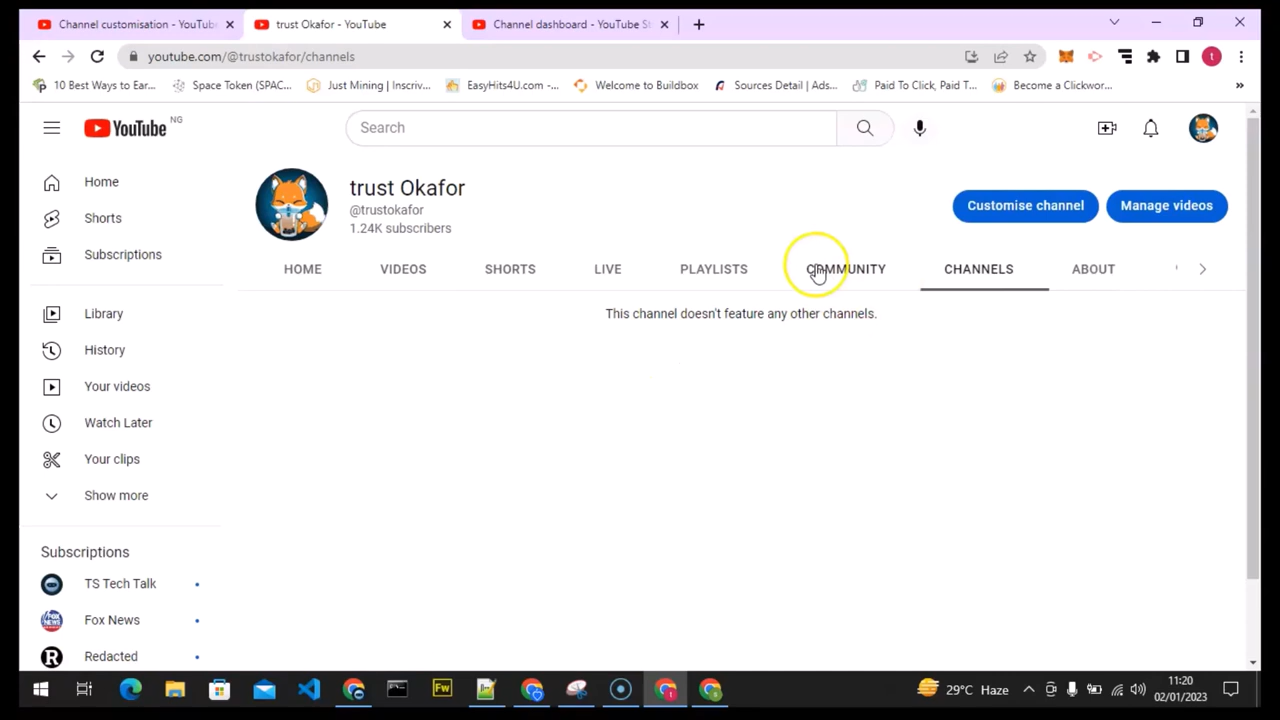 Channel customisation - YouTube
trust Okafor - YouTube
Channel dashboard - YouTube St
youtube.com/@trustokafor/channels
10 Best Ways to Ear...
Space Token (SPAC...
Just Mining | Inscriv...
EasyHits4U.com -...
Welcome to Buildbox
Sources Detail | Ads...
Paid To Click, Paid T...
Become a Clickwor...
»
YouTube NG
Search
Home
Shorts
Subscriptions
Library
History
Your videos
Watch Later
Your clips
Show more
Subscriptions
TS Tech Talk
Fox News
Redacted
trust Okafor
@trustokafor
1.24K subscribers
Customise channel
Manage videos
HOME
VIDEOS
SHORTS
LIVE
PLAYLISTS
COMMUNITY
CHANNELS
ABOUT
This channel doesn't feature any other channels.
Fw
29°C Haze
11:20
02/01/2023